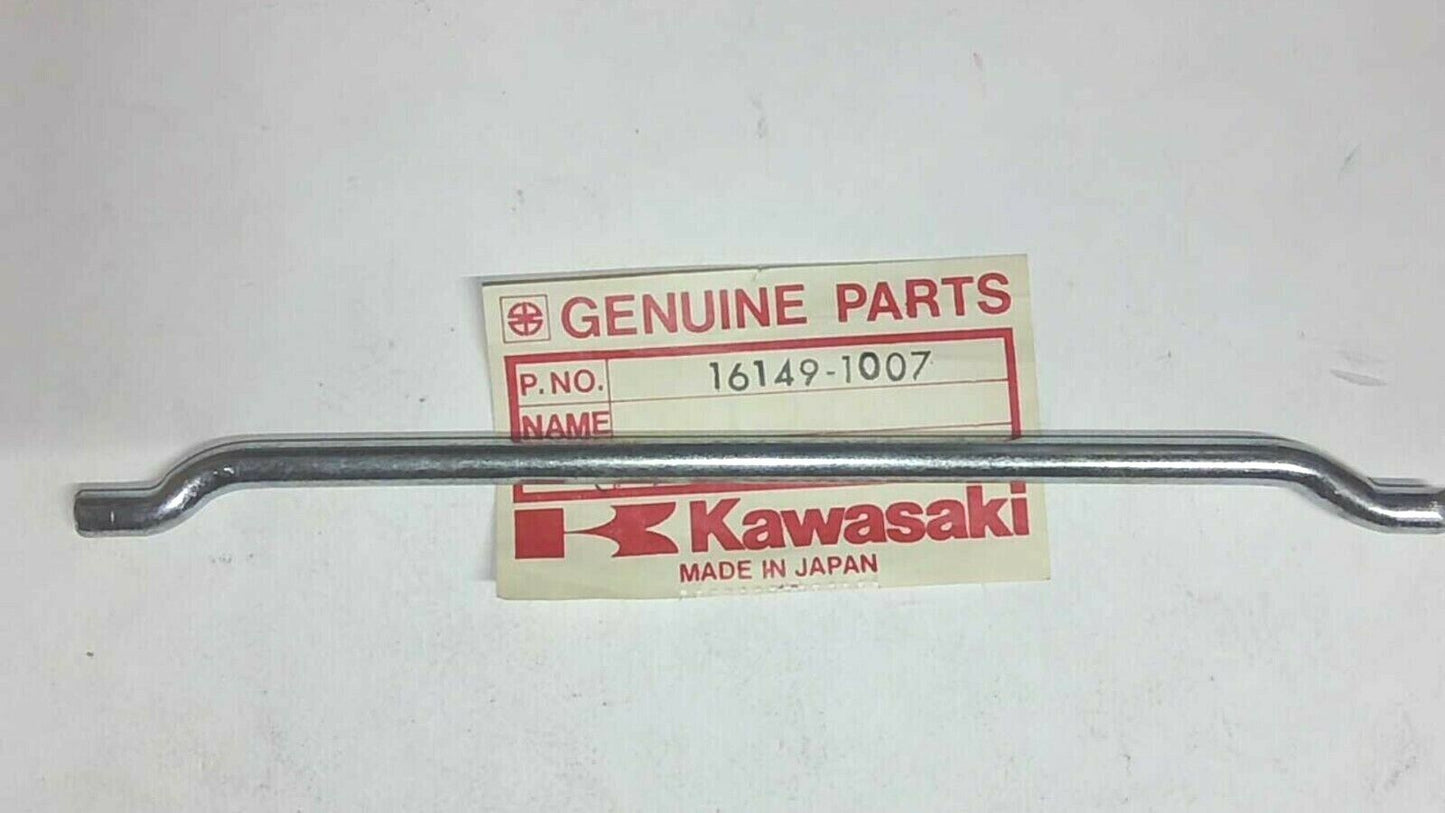 GENUINE PARTS
P.NO. 16149-1007
NAME
Kawasaki
MADE IN JAPAN